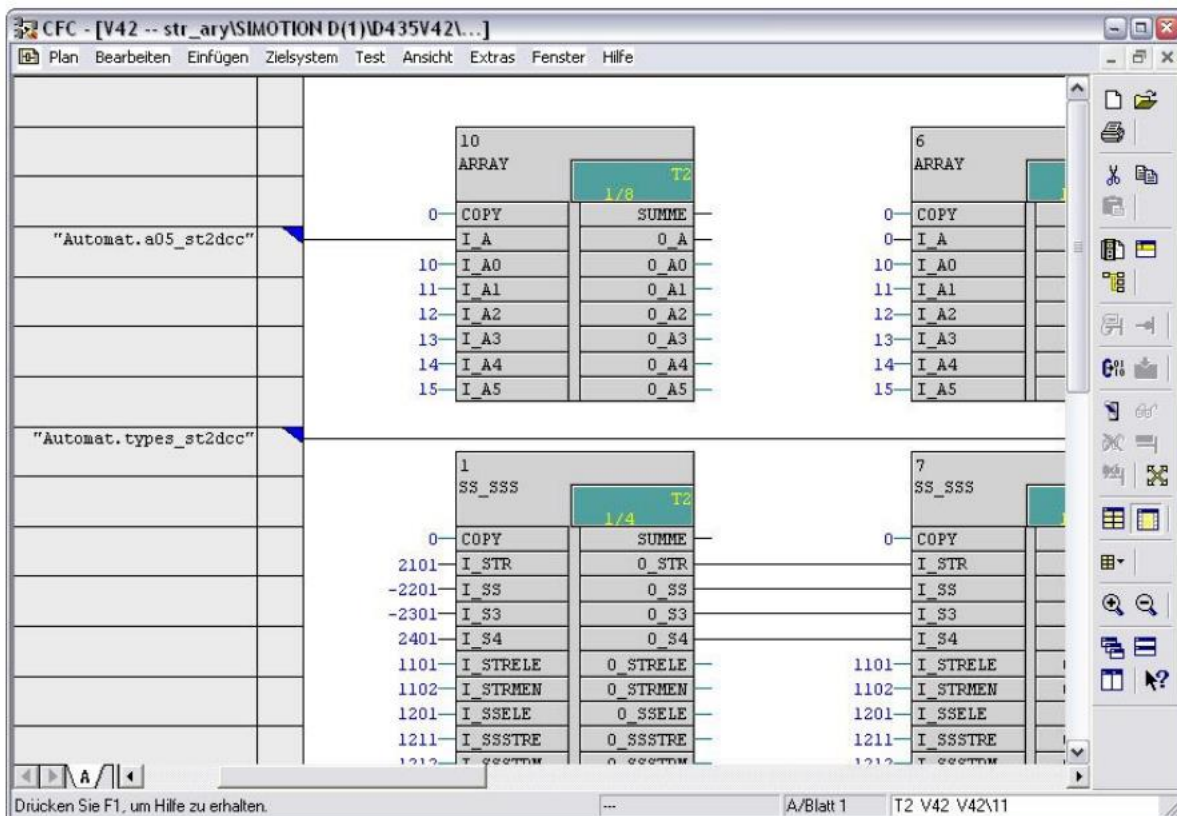 CFC - [V42 -- str_ary\SIMOTION D(1)\D435V42\...]
Plan Bearbeiten Einfügen Zielsystem Test Ansicht Extras Fenster Hilfe
10
ARRAY
T2
1/8
6
ARRAY
0 COPY SUMME 0 COPY
"Automat.a05_st2dcc" I_A O_A 0 I_A
10 I_A0 O_A0 10 I_A0
11 I_A1 O_A1 11 I_A1
12 I_A2 O_A2 12 I_A2
13 I_A3 O_A3 13 I_A3
14 I_A4 O_A4 14 I_A4
15 I_A5 O_A5 15 I_A5
"Automat.types_st2dcc"
1
SS_SSS
T2
1/4
7
SS_SSS
0 COPY SUMME 0 COPY
2101 I_STR O_STR I_STR
-2201 I_SS O_SS I_SS
-2301 I_S3 O_S3 I_S3
2401 I_S4 O_S4 I_S4
1101 I_STRELE O_STRELE 1101 I_STRELE
1102 I_STRMEN O_STRMEN 1102 I_STRMEN
1201 I_SSELE O_SSELE 1201 I_SSELE
1211 I_SSSTRE O_SSSTRE 1211 I_SSSTRE
A
Drücken Sie F1, um Hilfe zu erhalten. --- A/Blatt 1 T2 V42 V42\11